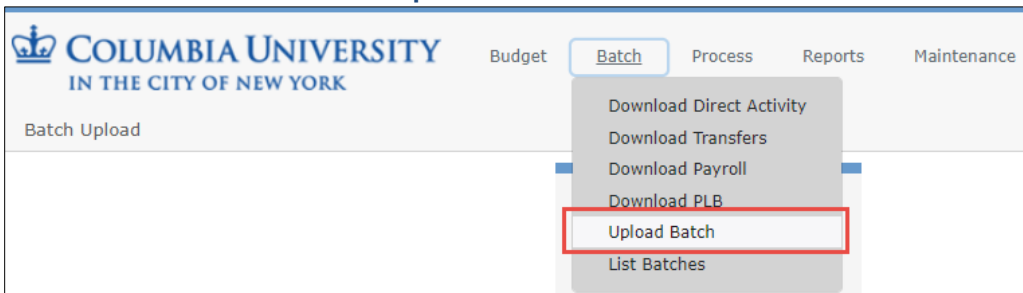 COLUMBIA UNIVERSITY
IN THE CITY OF NEW YORK
Budget Batch Process Reports Maintenance
Batch Upload
Download Direct Activity
Download Transfers
Download Payroll
Download PLB
Upload Batch
List Batches